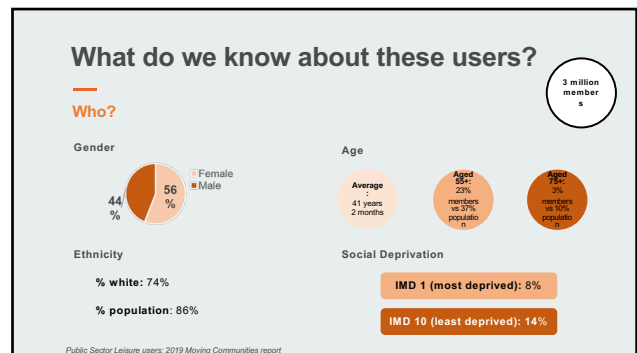 What do we know about these users?
3 million
member
s
Who?
Gender
Female
Male
56
%
44
%
Age
Average
:
41 years
2 months
Aged
55+:
23%
members
vs 37%
populatio
n
Aged
75+:
3%
members
vs 10%
populatio
n
Ethnicity
% white: 74%
% population: 86%
Social Deprivation
IMD 1 (most deprived): 8%
IMD 10 (least deprived): 14%
Public Sector Leisure users: 2019 Moving Communities report